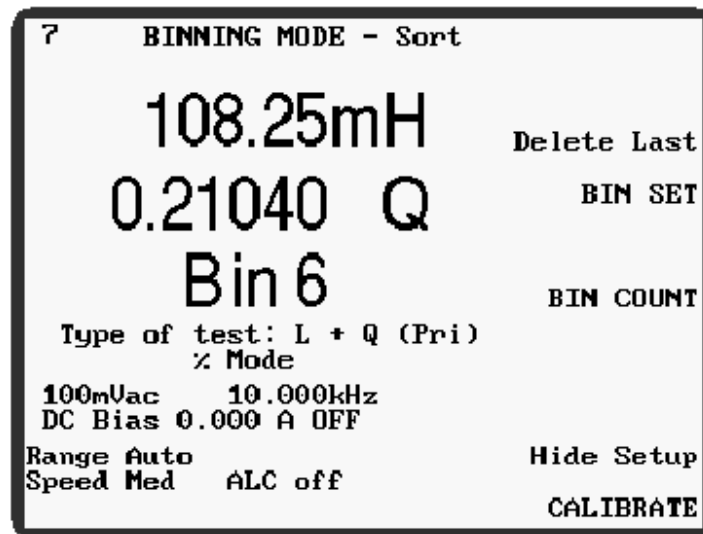 7 BINNING MODE - Sort
108.25mH
Delete Last
0.21040 Q
BIN SET
Bin 6
BIN COUNT
Type of test: L + Q (Pri)
% Mode
100mVac 10.000kHz
DC Bias 0.000 A OFF
Range Auto
Hide Setup
Speed Med ALC off
CALIBRATE